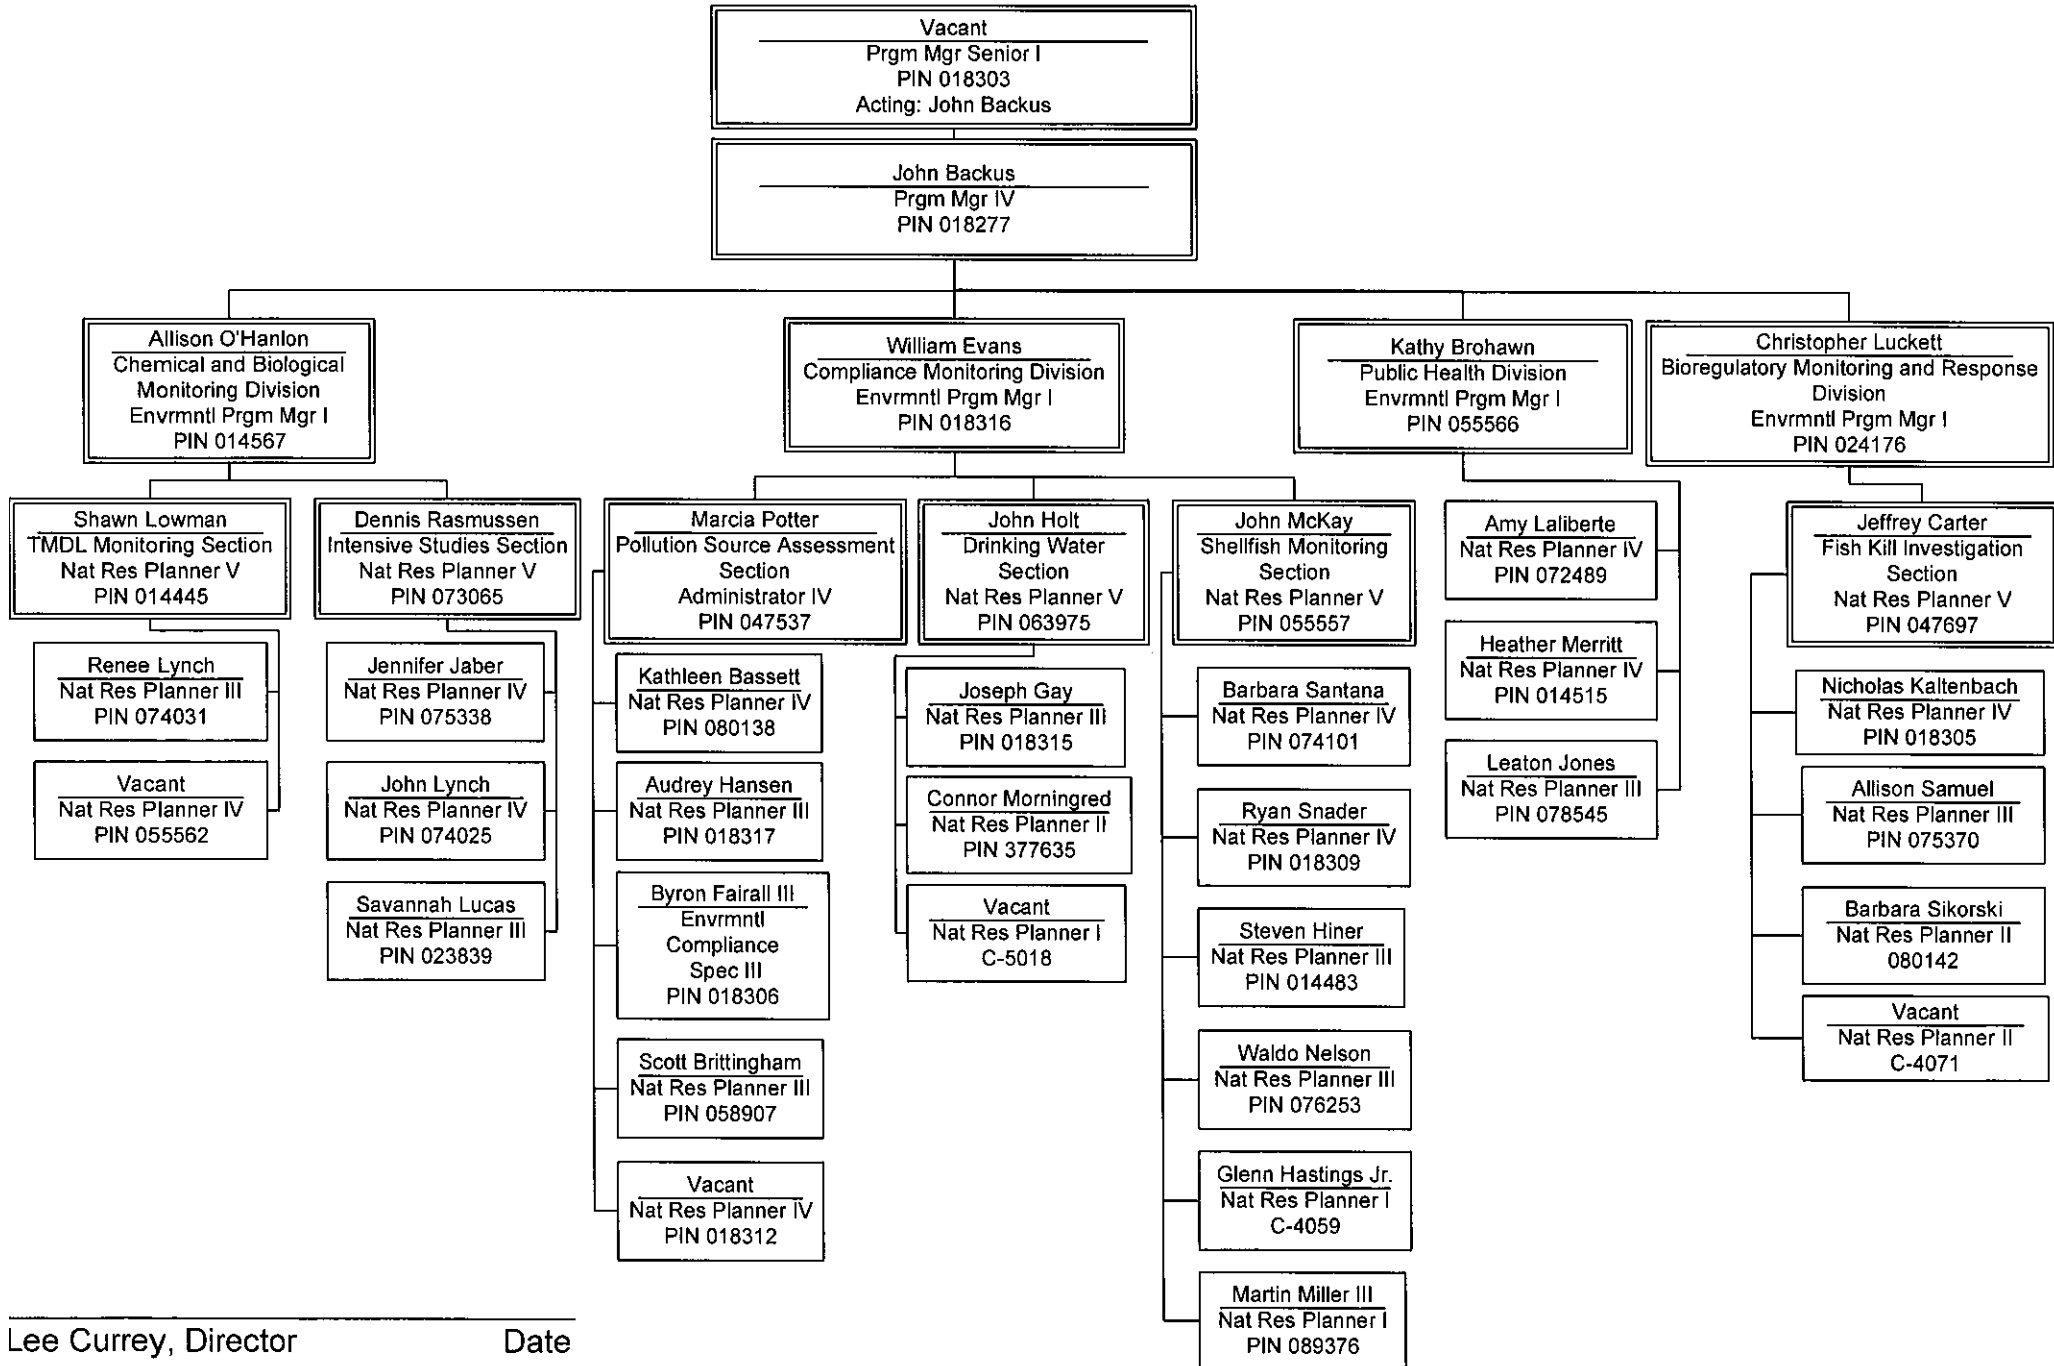 Vacant
Prgm Mgr Senior I
PIN 018303
Acting: John Backus
John Backus
Prgm Mgr IV
PIN 018277
Allison O'Hanlon
Chemical and Biological
Monitoring Division
Envrmntl Prgm Mgr I
PIN 014567
William Evans
Compliance Monitoring Division
Envrmntl Prgm Mgr I
PIN 018316
Kathy Brohawn
Public Health Division
Envrmntl Prgm Mgr I
PIN 055566
Christopher Luckett
Bioregulatory Monitoring and Response
Division
Envrmntl Prgm Mgr I
PIN 024176
Shawn Lowman
TMDL Monitoring Section
Nat Res Planner V
PIN 014445
Renee Lynch
Nat Res Planner III
PIN 074031
Vacant
Nat Res Planner IV
PIN 055562
Dennis Rasmussen
Intensive Studies Section
Nat Res Planner V
PIN 073065
Jennifer Jaber
Nat Res Planner IV
PIN 075338
John Lynch
Nat Res Planner IV
PIN 074025
Savannah Lucas
Nat Res Planner III
PIN 023839
Marcia Potter
Pollution Source Assessment
Section
Administrator IV
PIN 047537
Kathleen Bassett
Nat Res Planner IV
PIN 080138
Audrey Hansen
Nat Res Planner III
PIN 018317
Byron Fairall III
Envrmntl
Compliance
Spec III
PIN 018306
Scott Brittingham
Nat Res Planner III
PIN 058907
Vacant
Nat Res Planner IV
PIN 018312
John Holt
Drinking Water
Section
Nat Res Planner V
PIN 063975
Joseph Gay
Nat Res Planner III
PIN 018315
Connor Morningred
Nat Res Planner II
PIN 377635
Vacant
Nat Res Planner I
C-5018
John McKay
Shellfish Monitoring
Section
Nat Res Planner V
PIN 055557
Barbara Santana
Nat Res Planner IV
PIN 074101
Ryan Snader
Nat Res Planner IV
PIN 018309
Steven Hiner
Nat Res Planner III
PIN 014483
Waldo Nelson
Nat Res Planner III
PIN 076253
Glenn Hastings Jr.
Nat Res Planner I
C-4059
Martin Miller III
Nat Res Planner I
PIN 089376
Amy Laliberte
Nat Res Planner IV
PIN 072489
Heather Merritt
Nat Res Planner IV
PIN 014515
Leaton Jones
Nat Res Planner III
PIN 078545
Jeffrey Carter
Fish Kill Investigation
Section
Nat Res Planner V
PIN 047697
Nicholas Kaltenbach
Nat Res Planner IV
PIN 018305
Allison Samuel
Nat Res Planner III
PIN 075370
Barbara Sikorski
Nat Res Planner II
080142
Vacant
Nat Res Planner II
C-4071
Lee Currey, Director Date